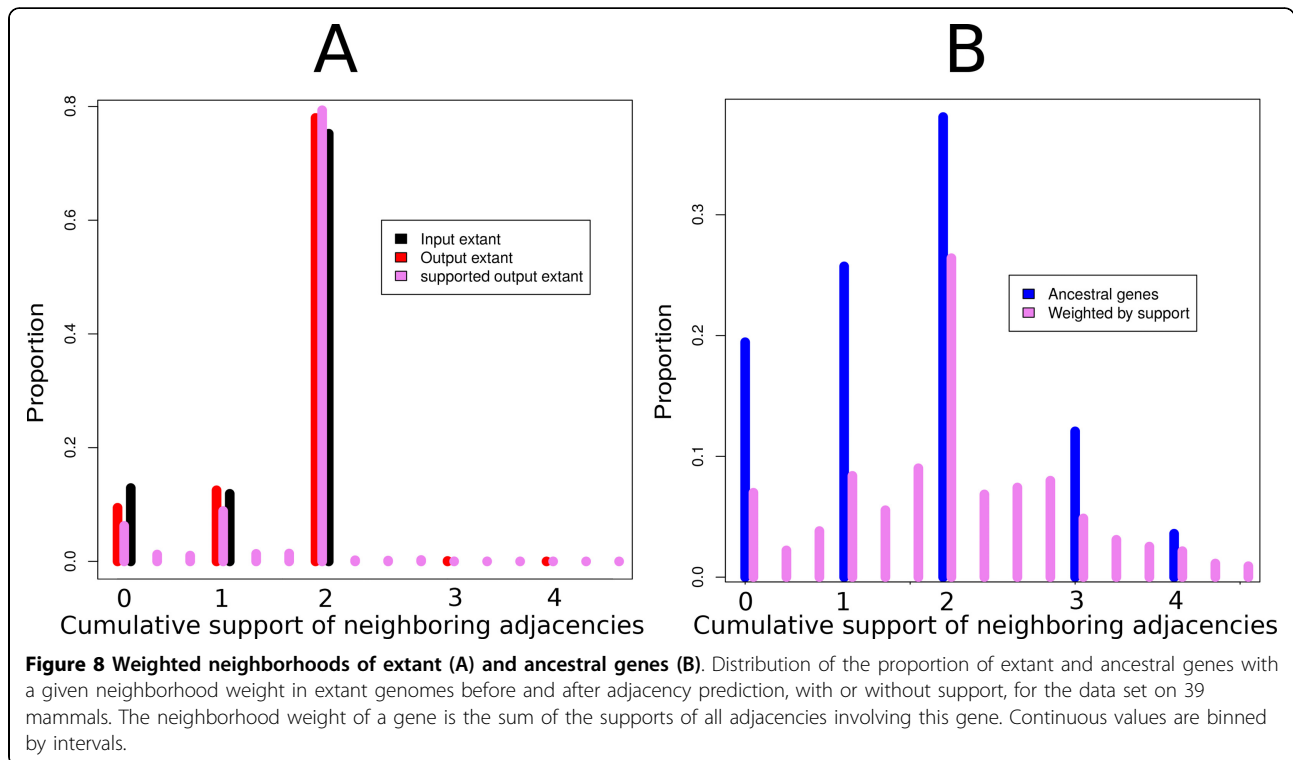 A
B
0.8
0.6
0.4
0.2
0.0
Proportion
Input extant
Output extant
supported output extant
0 1 2 3 4
Cumulative support of neighboring adjacencies
0.3
0.2
0.1
0.0
Proportion
Ancestral genes
Weighted by support
0 1 2 3 4
Cumulative support of neighboring adjacencies
Figure 8 Weighted neighborhoods of extant (A) and ancestral genes (B). Distribution of the proportion of extant and ancestral genes with
a given neighborhood weight in extant genomes before and after adjacency prediction, with or without support, for the data set on 39
mammals. The neighborhood weight of a gene is the sum of the supports of all adjacencies involving this gene. Continuous values are binned
by intervals.